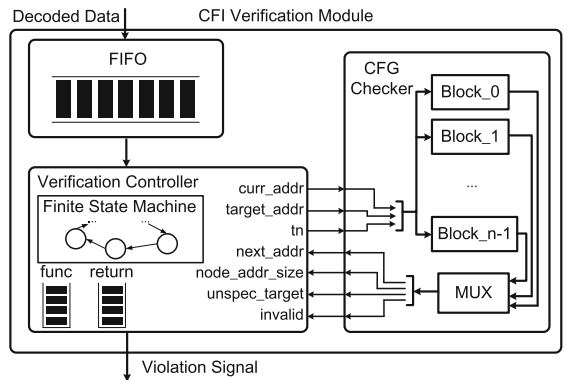 Decoded Data
CFI Verification Module
FIFO
CFG
Checker
Block_0
Block_1
...
Block_n-1
MUX
Verification Controller
Finite State Machine
... ...
func return
curr_addr
target_addr
tn
next_addr
node_addr_size
unspec_target
invalid
Violation Signal